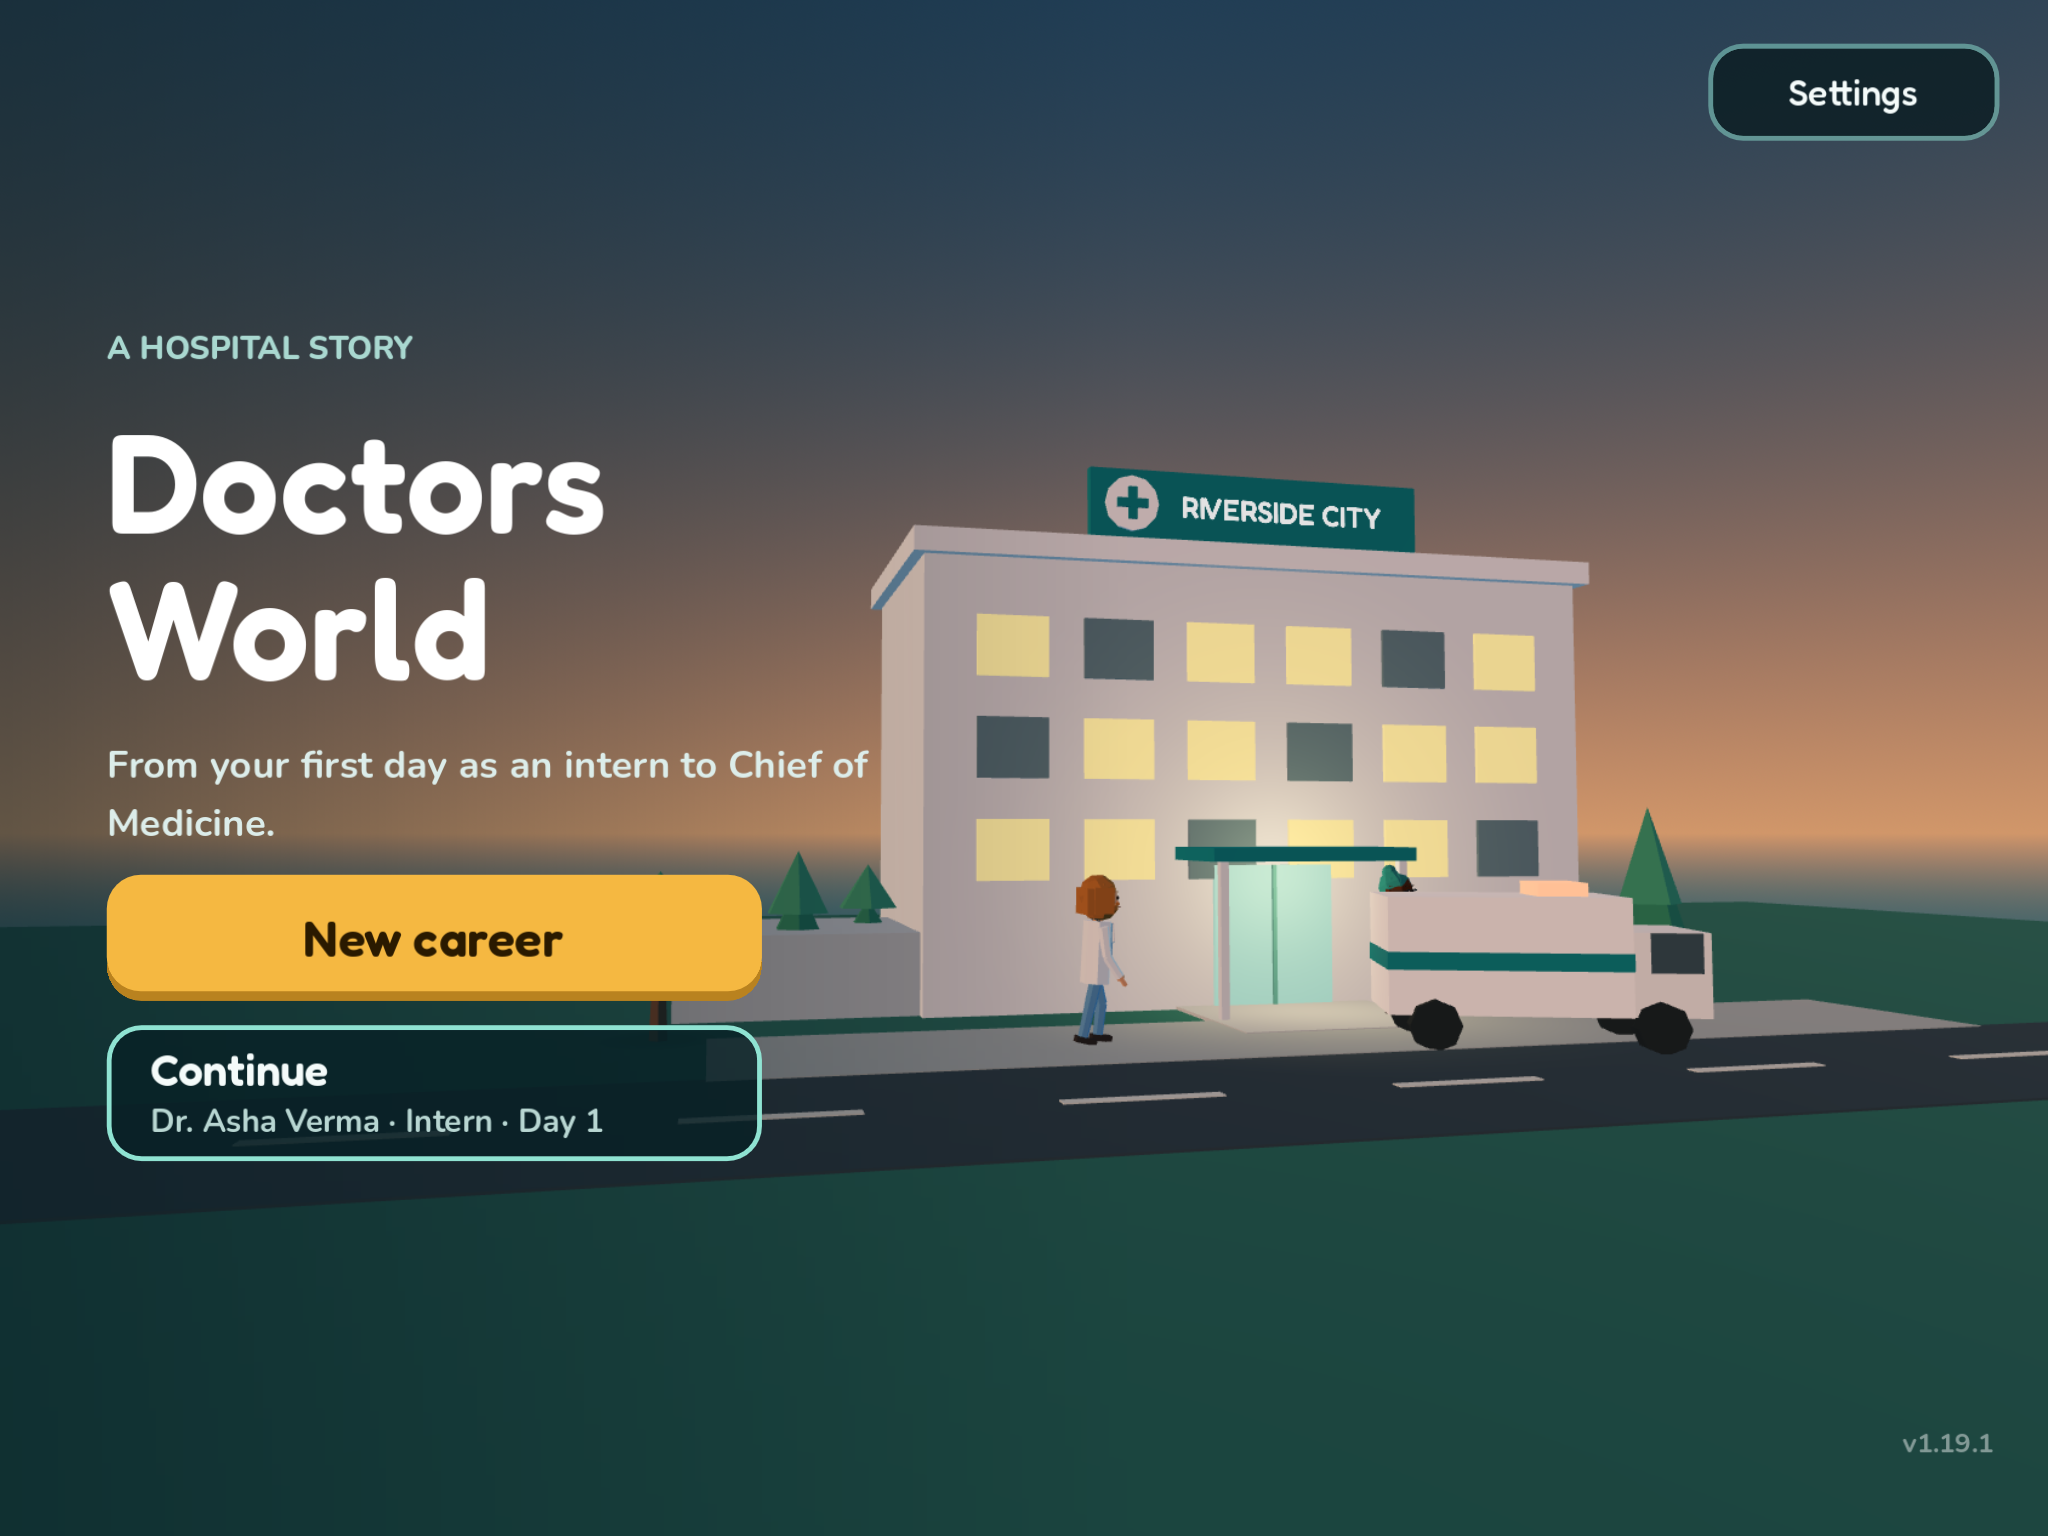 Settings
A HOSPITAL STORY
Doctors
World
RIVERSIDE CITY
From your first day as an intern to Chief of
Medicine.
New career
Continue
Dr. Asha Verma · Intern · Day 1
v1.19.1